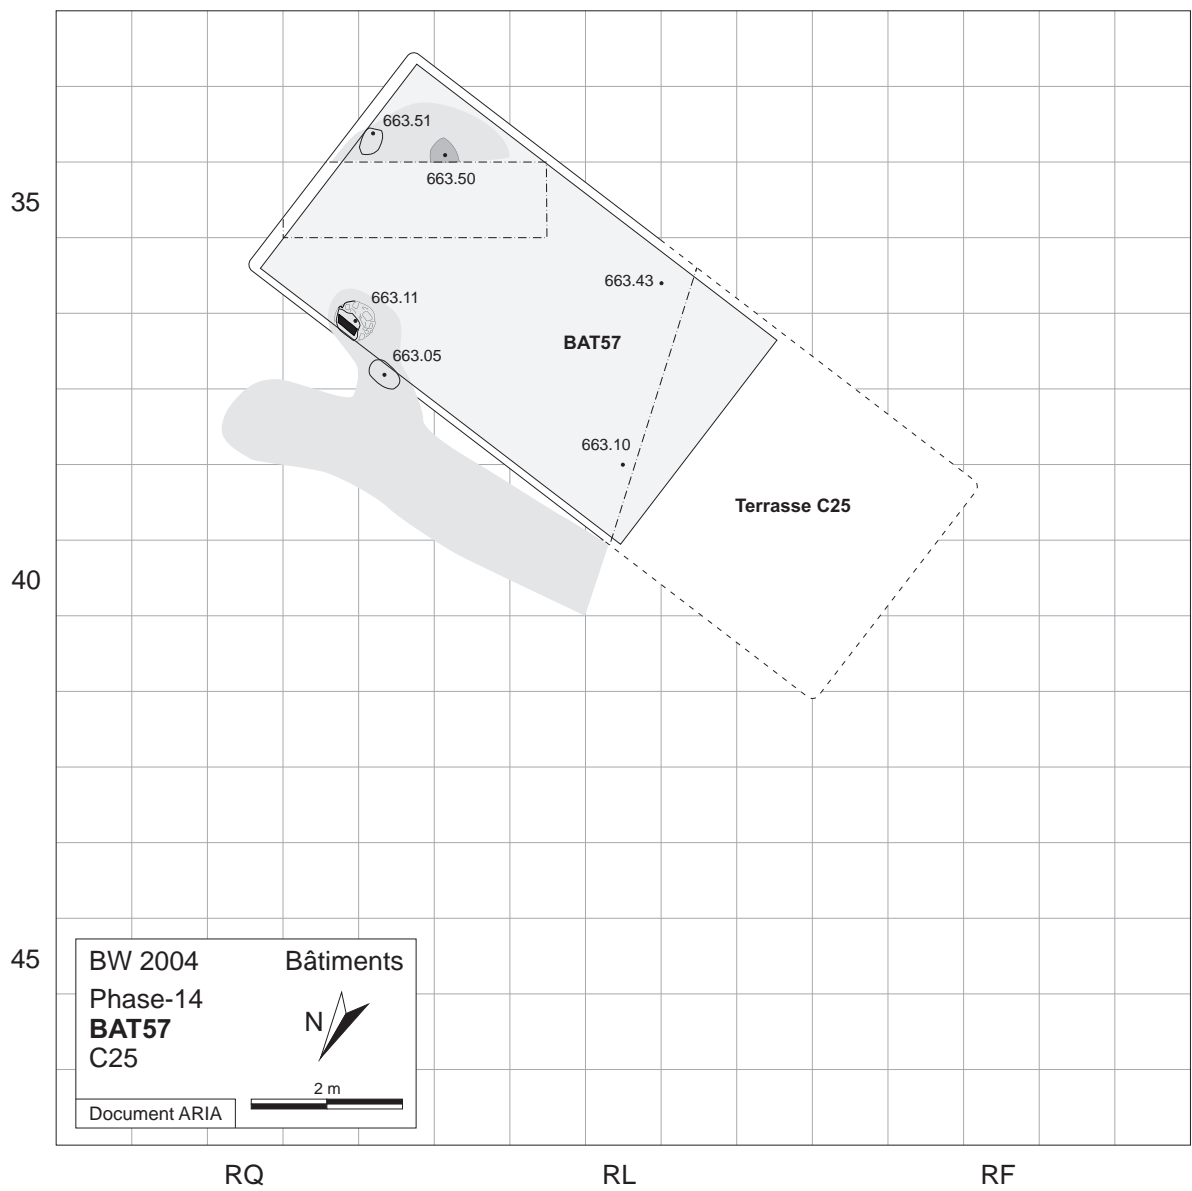 663.51
663.50
35
663.43
663.11
BAT57
663.05
663.10
Terrasse C25
40
45
BW 2004 Bâtiments
Phase-14
BAT57
C25
N
2 m
Document ARIA
RQ RL RF